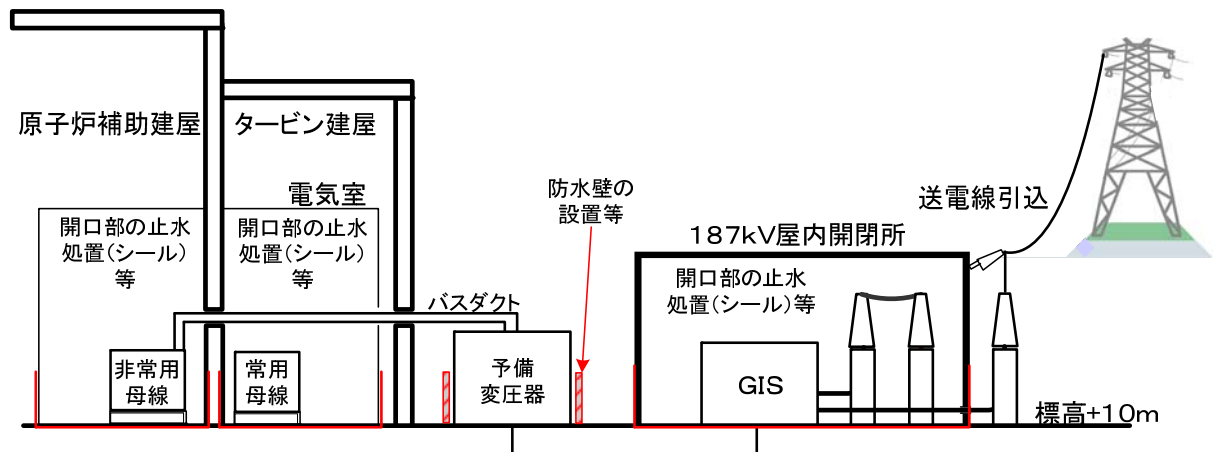 原子炉補助建屋
タービン建屋
電気室
開口部の止水
処置(シール)
等
開口部の止水
処置(シール)
等
バスダクト
非常用
母線
常用
母線
防水壁の
設置等
予備
変圧器
187kV屋内開閉所
開口部の止水
処置(シール)等
GIS
送電線引込
標高+10m